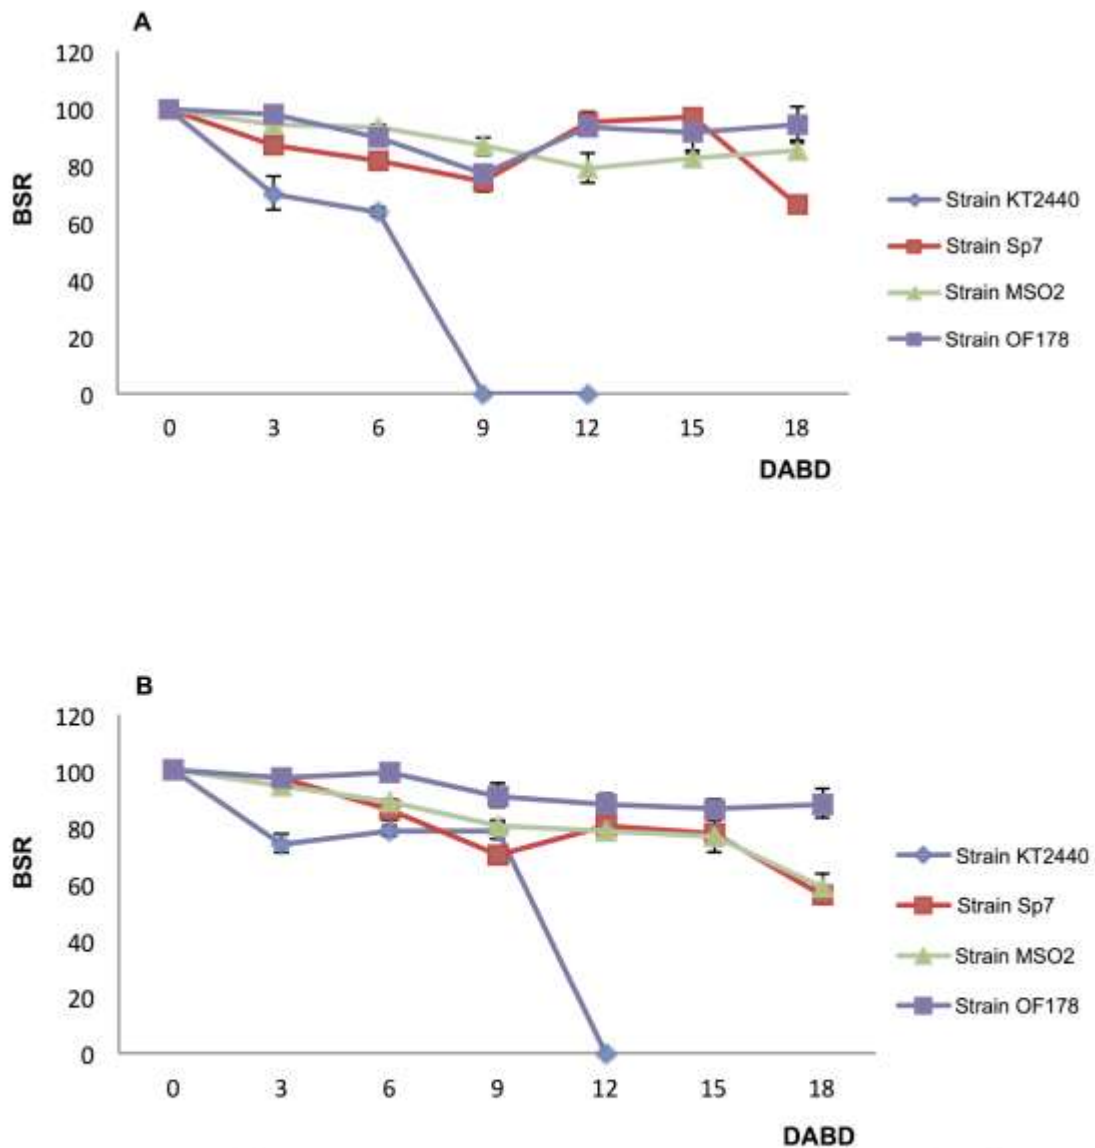 A
BSR
120
100
80
60
40
20
0
0 3 6 9 12 15 18
DABD
Strain KT2440
Strain Sp7
Strain MSO2
Strain OF178
B
BSR
120
100
80
60
40
20
0
0 3 6 9 12 15 18
DABD
Strain KT2440
Strain Sp7
Strain MSO2
Strain OF178